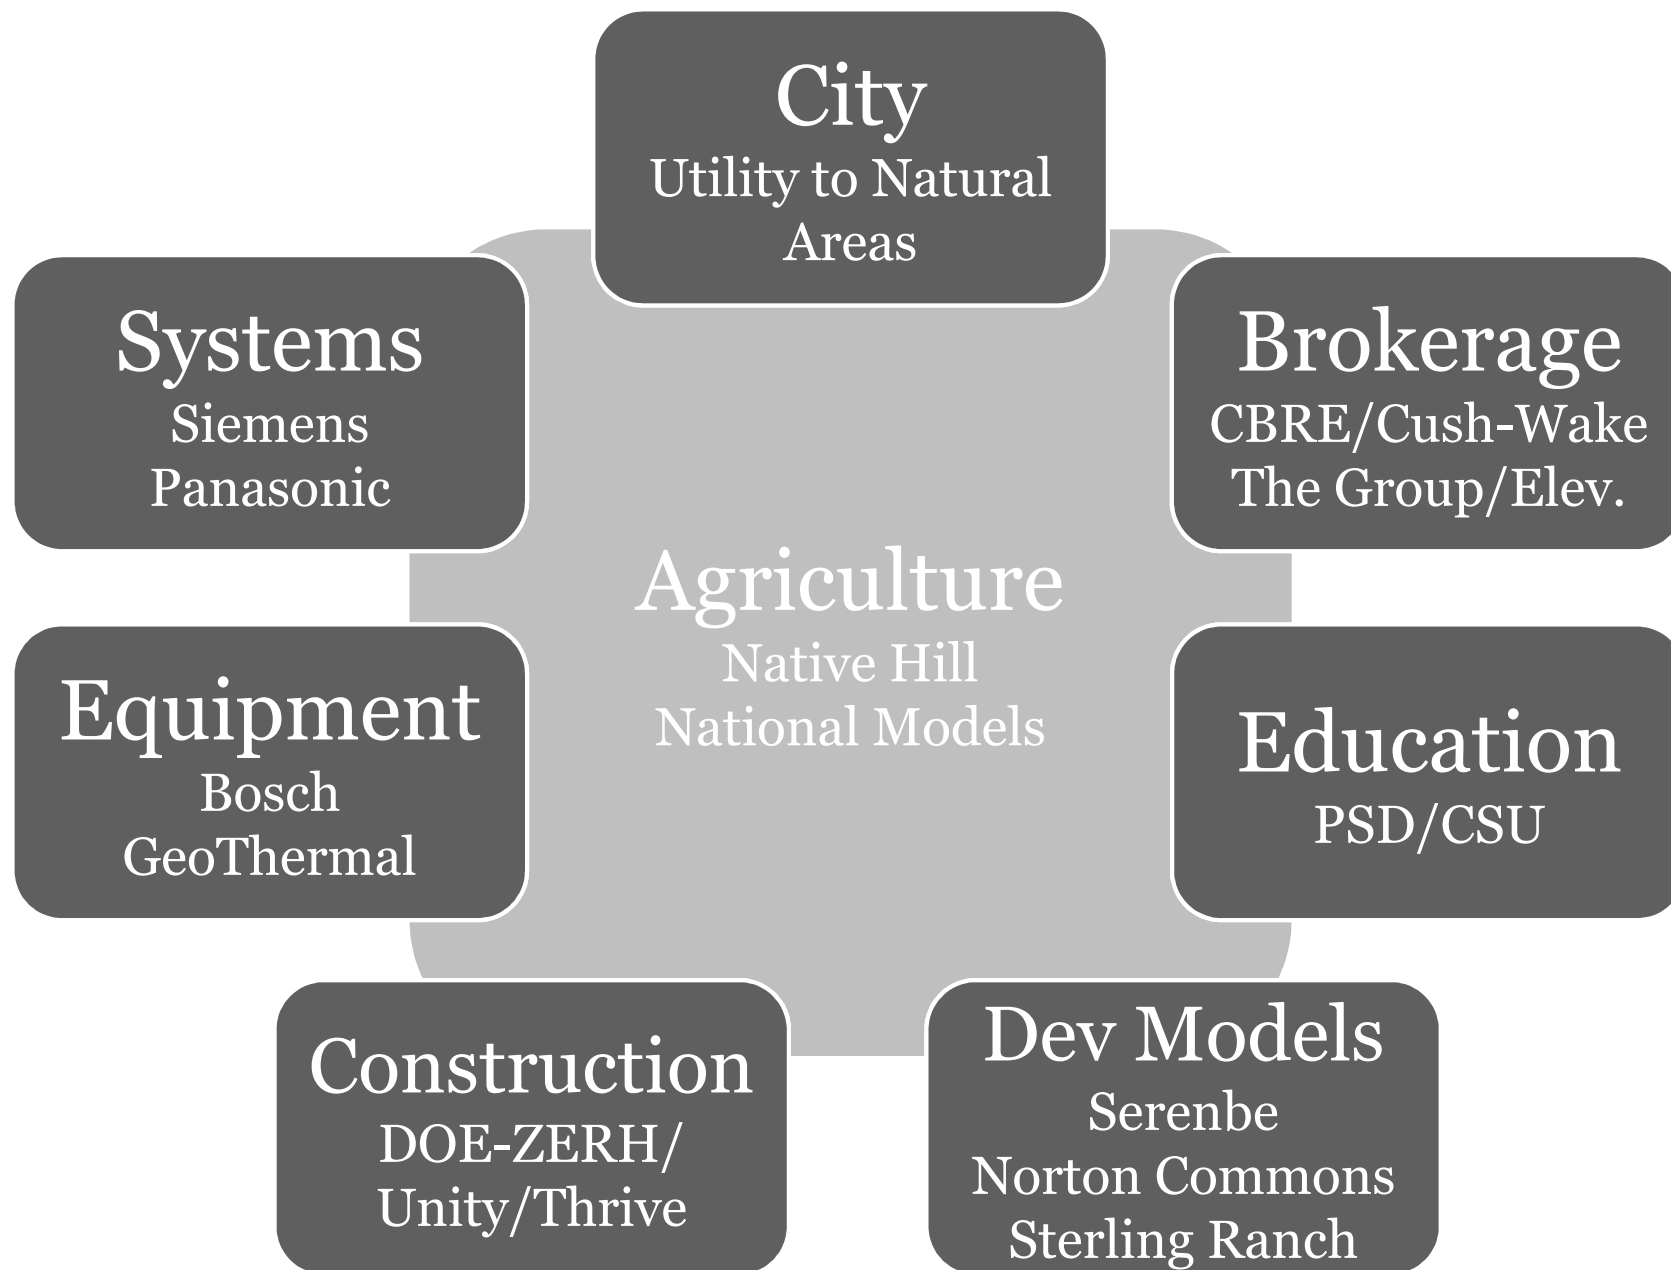 City
Utility to Natural
Areas
Systems
Siemens
Panasonic
Brokerage
CBRE/Cush-Wake
The Group/Elev.
Agriculture
Native Hill
National Models
Equipment
Bosch
GeoThermal
Education
PSD/CSU
Construction
DOE-ZERH/
Unity/Thrive
Dev Models
Serenbe
Norton Commons
Sterling Ranch